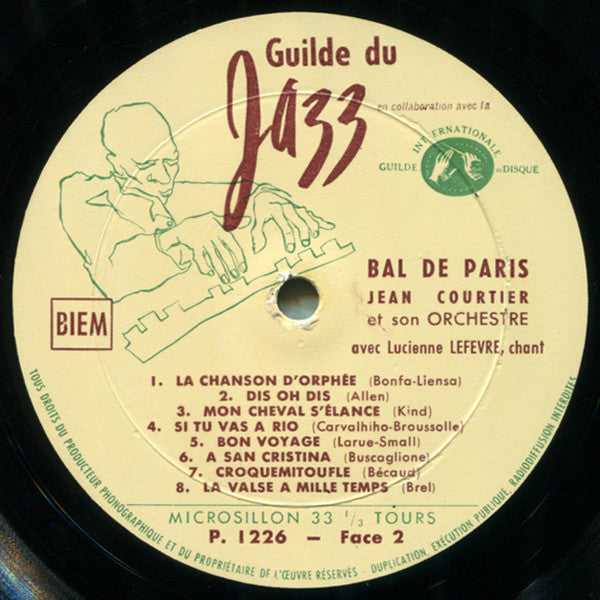 Guilde du
Jazz
en collaboration avec la
GUILDE INTERNATIONALE DU DISQUE
BAL DE PARIS
JEAN COURTIER
et son ORCHESTRE
avec Lucienne LEFEVRE, chant
BIEM
1. LA CHANSON D'ORPHÉE (Bonfa-Liensa)
2. DIS OH DIS (Allen)
3. MON CHEVAL S'ÉLANCE (Kind)
4. SI TU VAS A RIO (Carvalhiho-Broussolle)
5. BON VOYAGE (Larue-Small)
6. A SAN CRISTINA (Buscaglione)
7. CROQUEMITOUFLE (Bécaud)
8. LA VALSE A MILLE TEMPS (Brel)
MICROSILLON 33 1/3 TOURS
P. 1226 – Face 2
TOUS DROITS DU PRODUCTEUR PHONOGRAPHIQUE ET DU PROPRIÉTAIRE DE L'ŒUVRE RÉSERVÉS - DUPLICATION, EXÉCUTION PUBLIQUE, RADIODIFFUSION INTERDITES